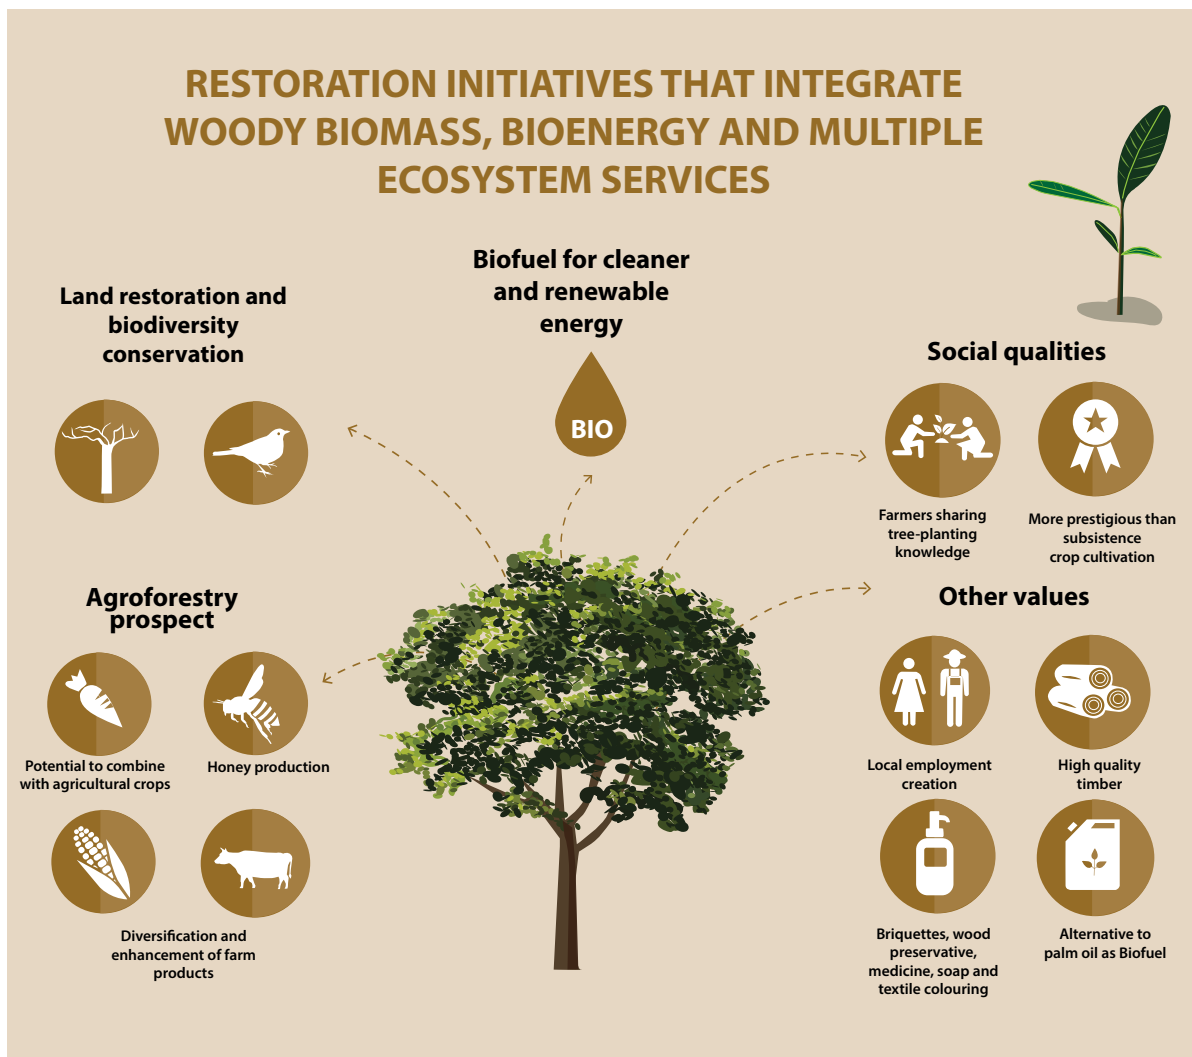 RESTORATION INITIATIVES THAT INTEGRATE
WOODY BIOMASS, BIOENERGY AND MULTIPLE
ECOSYSTEM SERVICES
Land restoration and
biodiversity
conservation
Biofuel for cleaner
and renewable
energy
BIO
Social qualities
Farmers sharing
tree-planting
knowledge
More prestigious than
subsistence
crop cultivation
Agroforestry
prospect
Potential to combine
with agricultural crops
Honey production
Diversification and
enhancement of farm
products
Other values
Local employment
creation
High quality
timber
Briquettes, wood
preservative,
medicine, soap and
textile colouring
Alternative to
palm oil as Biofuel